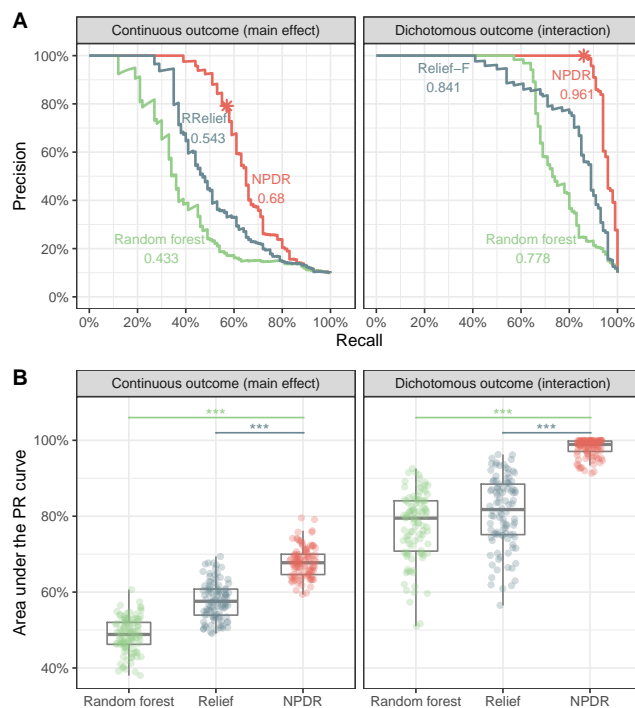 A
Continuous outcome (main effect)
Dichotomous outcome (interaction)
Precision
100%
80%
60%
40%
20%
0%
RRelief
0.543
NPDR
0.68
Random forest
0.433
Relief−F
0.841
NPDR
0.961
Random forest
0.778
0% 20% 40% 60% 80% 100%
0% 20% 40% 60% 80% 100%
Recall
B
Continuous outcome (main effect)
Dichotomous outcome (interaction)
Area under the PR curve
100%
80%
60%
40%
***
***
***
***
Random forest Relief NPDR
Random forest Relief NPDR